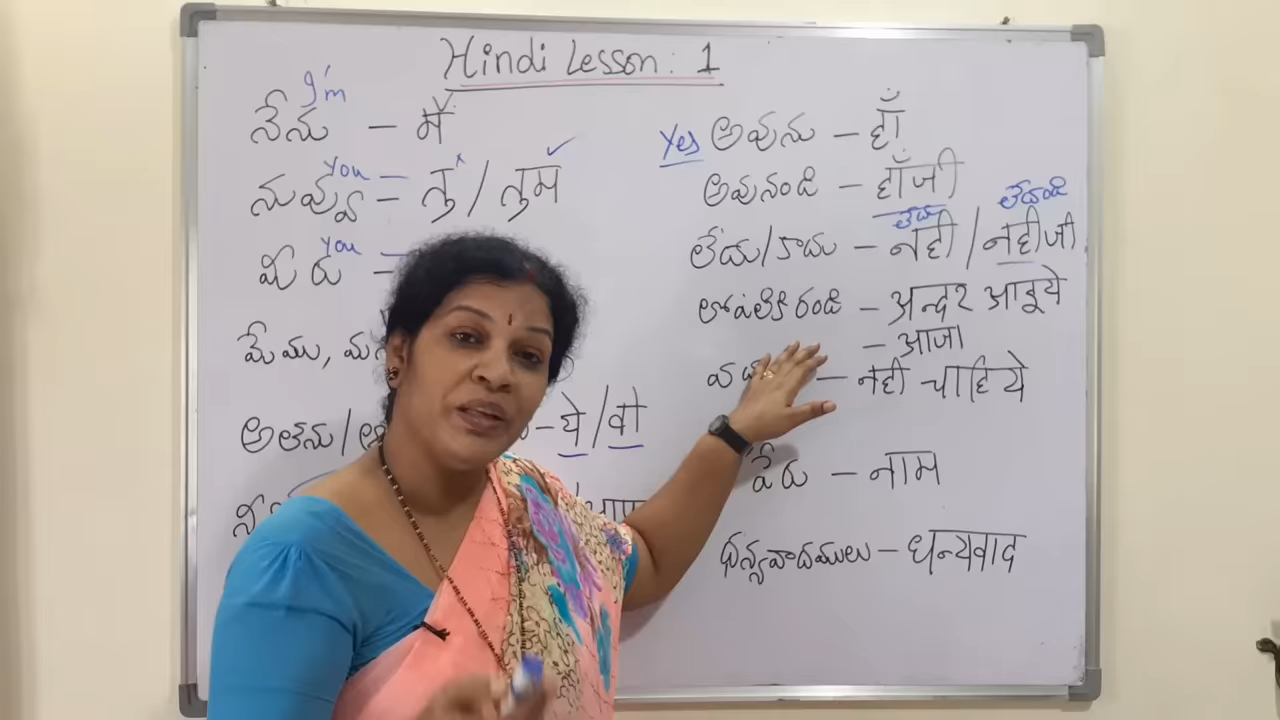 Hindi Lesson : 1
I'm
నేను – मैं
you
నువ్వు – तु / तुम
you
మీరు –
మేము,
అతను /
– ये / वो
Yes అవును – हाँ
అవునండి – हाँजी
లేదు లేదండి
లేదు/కాదు – नही / नहीजी.
లోపలికి రండి – अन्दर आइये
– आजा
– नही चाहिये
పేరు – नाम
ధన్యవాదములు – धन्यवाद